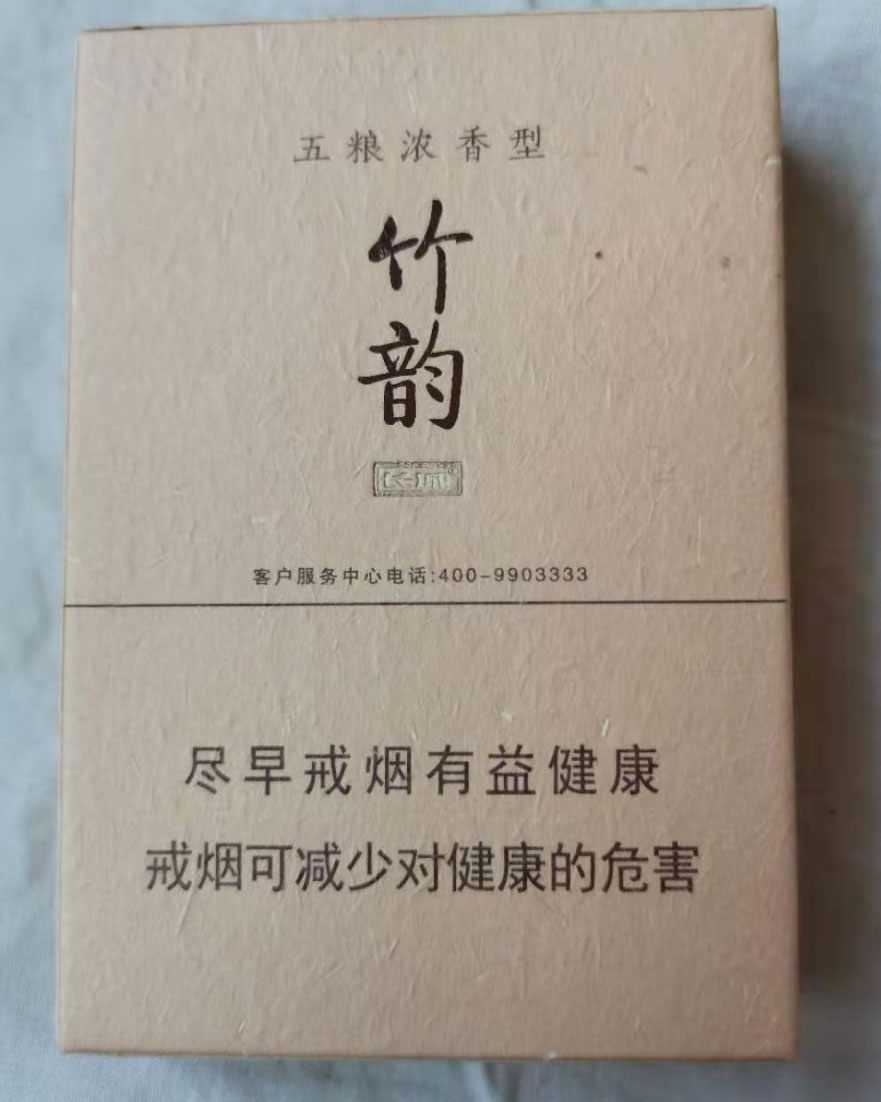 五粮浓香型
竹
韵
长城®
客户服务中心电话:400-9903333
尽早戒烟有益健康
戒烟可减少对健康的危害